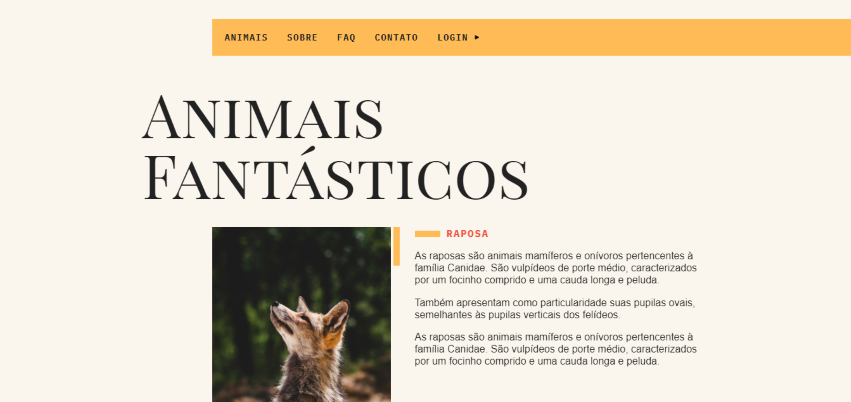 ANIMAIS SOBRE FAQ CONTATO LOGIN ▸
ANIMAIS
FANTÁSTICOS
RAPOSA
As raposas são animais mamíferos e onívoros pertencentes à
família Canidae. São vulpídeos de porte médio, caracterizados
por um focinho comprido e uma cauda longa e peluda.
Também apresentam como particularidade suas pupilas ovais,
semelhantes às pupilas verticais dos felídeos.
As raposas são animais mamíferos e onívoros pertencentes à
família Canidae. São vulpídeos de porte médio, caracterizados
por um focinho comprido e uma cauda longa e peluda.